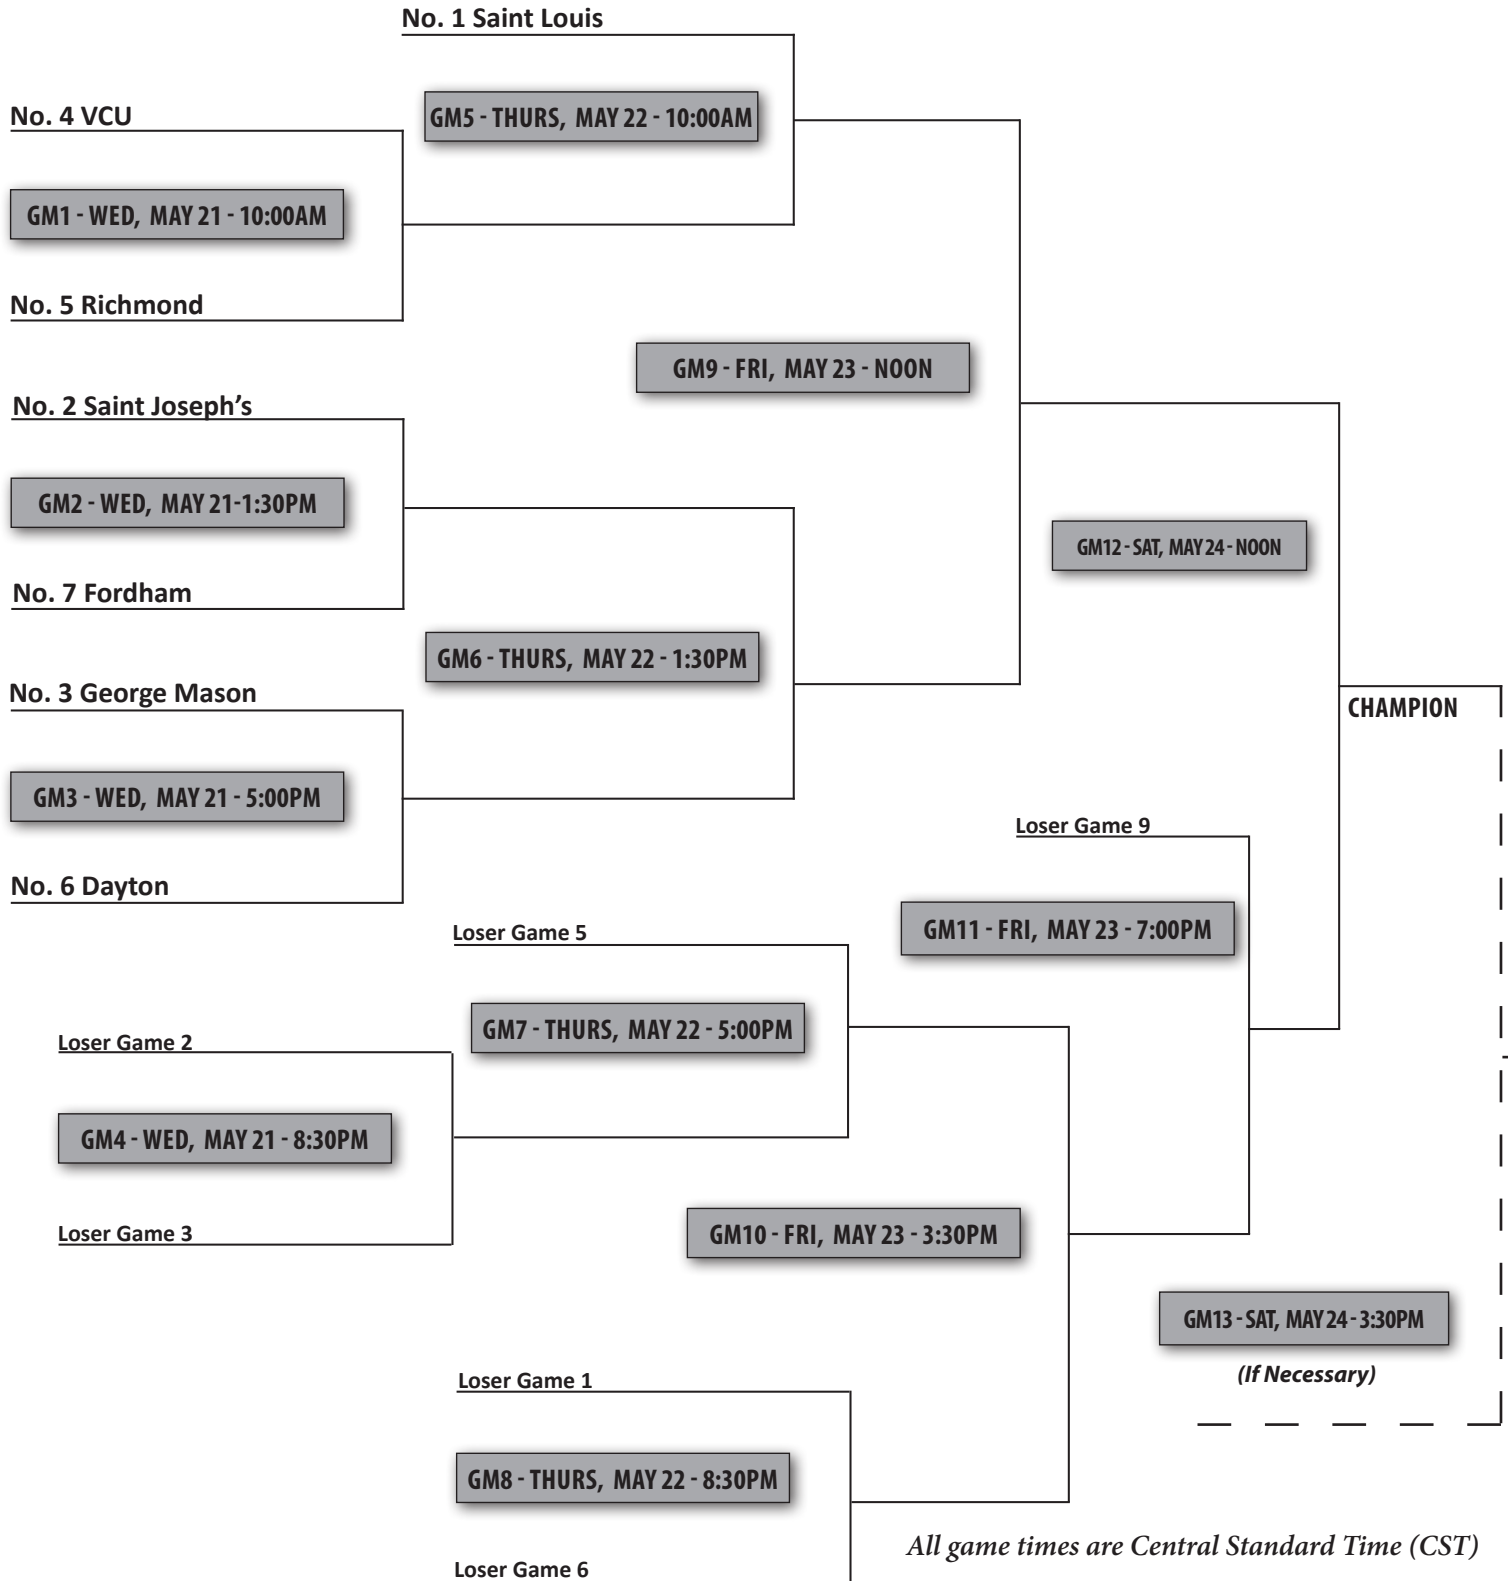 No. 1 Saint Louis
No. 4 VCU
GM5 - THURS, MAY 22 - 10:00AM
GM1 - WED, MAY 21 - 10:00AM
No. 5 Richmond
GM9 - FRI, MAY 23 - NOON
No. 2 Saint Joseph’s
GM2 - WED, MAY 21-1:30PM
GM12 - SAT, MAY 24 - NOON
No. 7 Fordham
GM6 - THURS, MAY 22 - 1:30PM
No. 3 George Mason
CHAMPION
GM3 - WED, MAY 21 - 5:00PM
Loser Game 9
No. 6 Dayton
GM11 - FRI, MAY 23 - 7:00PM
Loser Game 5
GM7 - THURS, MAY 22 - 5:00PM
Loser Game 2
GM4 - WED, MAY 21 - 8:30PM
Loser Game 3
GM10 - FRI, MAY 23 - 3:30PM
GM13 - SAT, MAY 24 - 3:30PM
(If Necessary)
Loser Game 1
GM8 - THURS, MAY 22 - 8:30PM
All game times are Central Standard Time (CST)
Loser Game 6